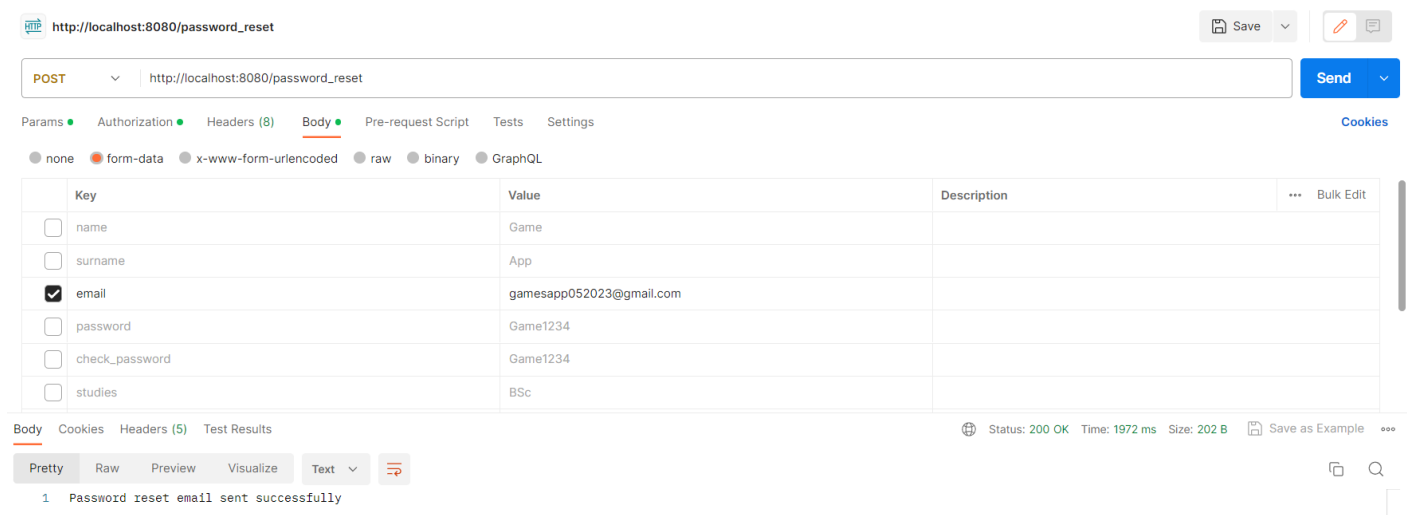 HTTP http://localhost:8080/password_reset Save
POST http://localhost:8080/password_reset Send
Params Authorization Headers (8) Body Pre-request Script Tests Settings Cookies
none form-data x-www-form-urlencoded raw binary GraphQL
Key Value Description ••• Bulk Edit
name Game
surname App
email gamesapp052023@gmail.com
password Game1234
check_password Game1234
studies BSc
Body Cookies Headers (5) Test Results Status: 200 OK Time: 1972 ms Size: 202 B Save as Example
Pretty Raw Preview Visualize Text
1 Password reset email sent successfully